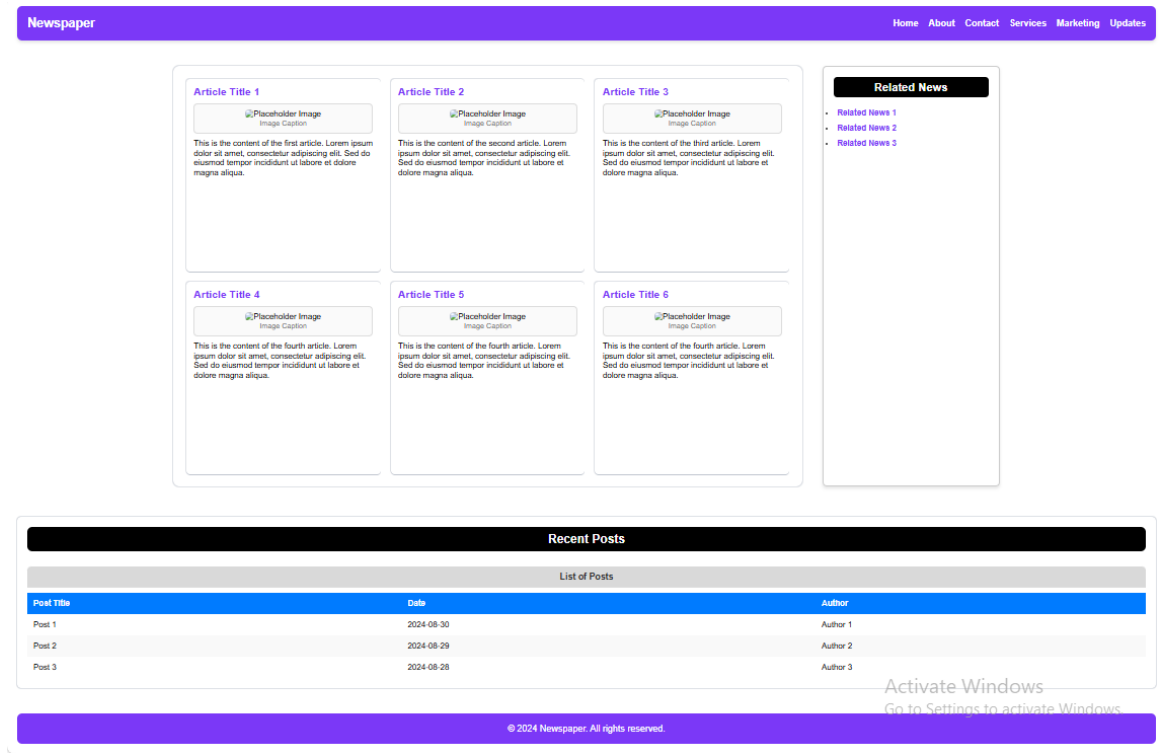 Newspaper
Home About Contact Services Marketing Updates
Article Title 1
Placeholder Image
Image Caption
This is the content of the first article. Lorem ipsum
dolor sit amet, consectetur adipiscing elit. Sed do
eiusmod tempor incididunt ut labore et dolore
magna aliqua.
Article Title 2
Placeholder Image
Image Caption
This is the content of the second article. Lorem
ipsum dolor sit amet, consectetur adipiscing elit.
Sed do eiusmod tempor incididunt ut labore et
dolore magna aliqua.
Article Title 3
Placeholder Image
Image Caption
This is the content of the third article. Lorem
ipsum dolor sit amet, consectetur adipiscing elit.
Sed do eiusmod tempor incididunt ut labore et
dolore magna aliqua.
Article Title 4
Placeholder Image
Image Caption
This is the content of the fourth article. Lorem
ipsum dolor sit amet, consectetur adipiscing elit.
Sed do eiusmod tempor incididunt ut labore et
dolore magna aliqua.
Article Title 5
Placeholder Image
Image Caption
This is the content of the fourth article. Lorem
ipsum dolor sit amet, consectetur adipiscing elit.
Sed do eiusmod tempor incididunt ut labore et
dolore magna aliqua.
Article Title 6
Placeholder Image
Image Caption
This is the content of the fourth article. Lorem
ipsum dolor sit amet, consectetur adipiscing elit.
Sed do eiusmod tempor incididunt ut labore et
dolore magna aliqua.
Related News
Related News 1
Related News 2
Related News 3
Recent Posts
List of Posts
Post Title Date Author
Post 1 2024-08-30 Author 1
Post 2 2024-08-29 Author 2
Post 3 2024-08-28 Author 3
Activate Windows
Go to Settings to activate Windows.
© 2024 Newspaper. All rights reserved.